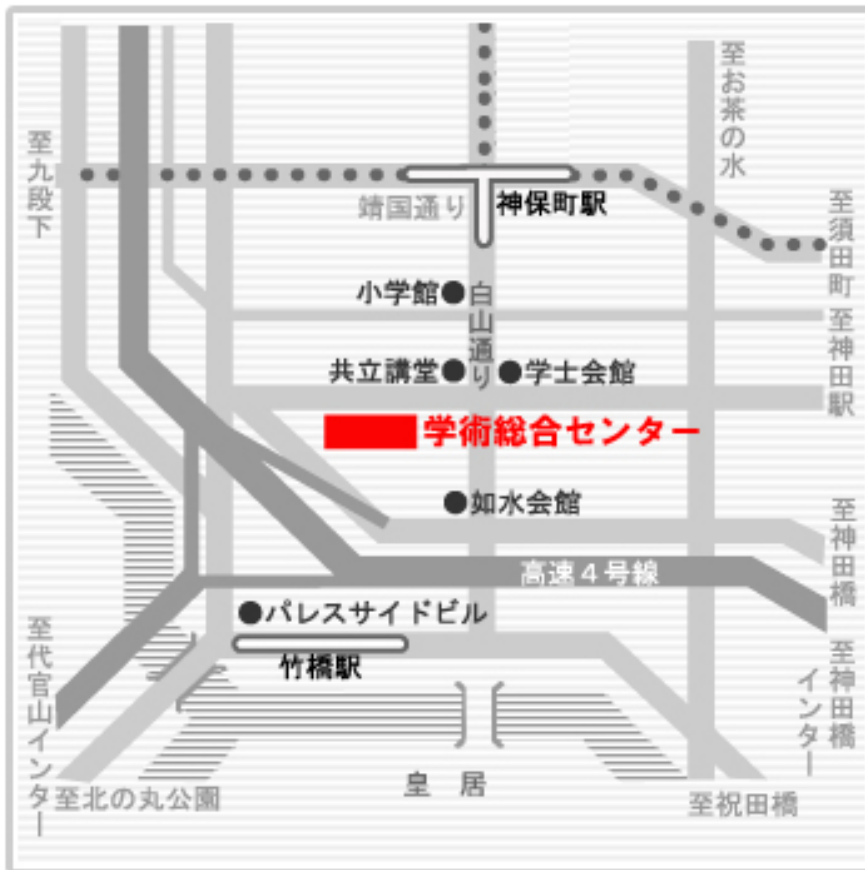 至お茶の水
至九段下
靖国通り
神保町駅
至須田町
小学館
白山通り
至神田駅
共立講堂
学士会館
学術総合センター
如水会館
至神田橋
高速4号線
パレスサイドビル
竹橋駅
至代官山インター
至神田橋
インター
皇居
至北の丸公園
至祝田橋